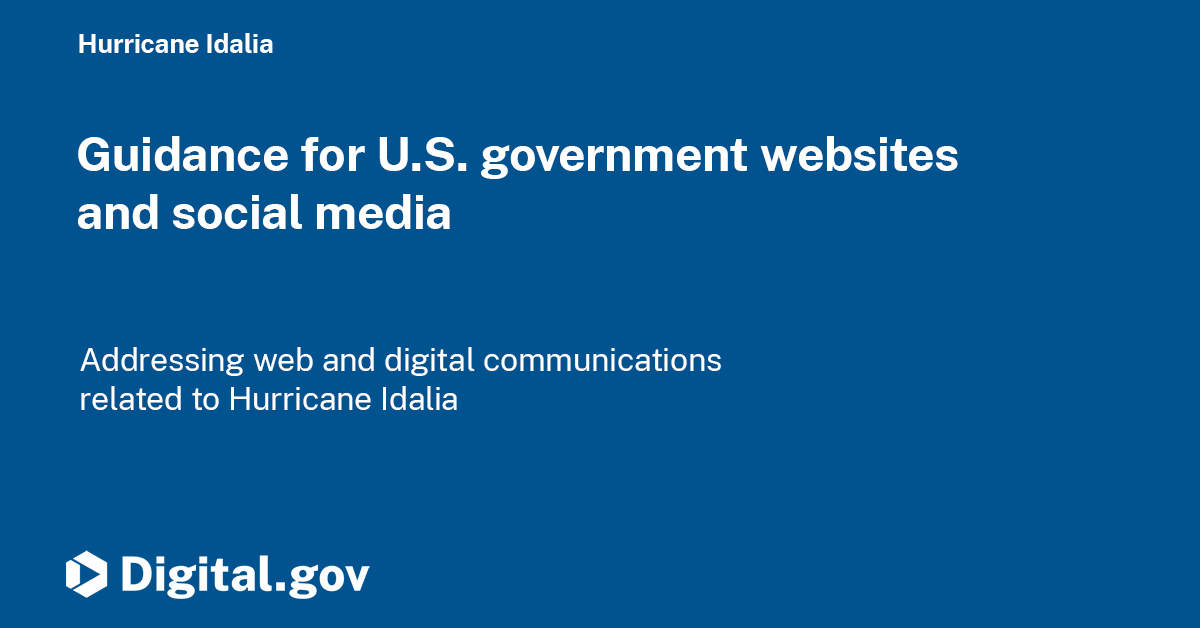 Hurricane Idalia
Guidance for U.S. government websites
and social media
Addressing web and digital communications
related to Hurricane Idalia
Digital.gov